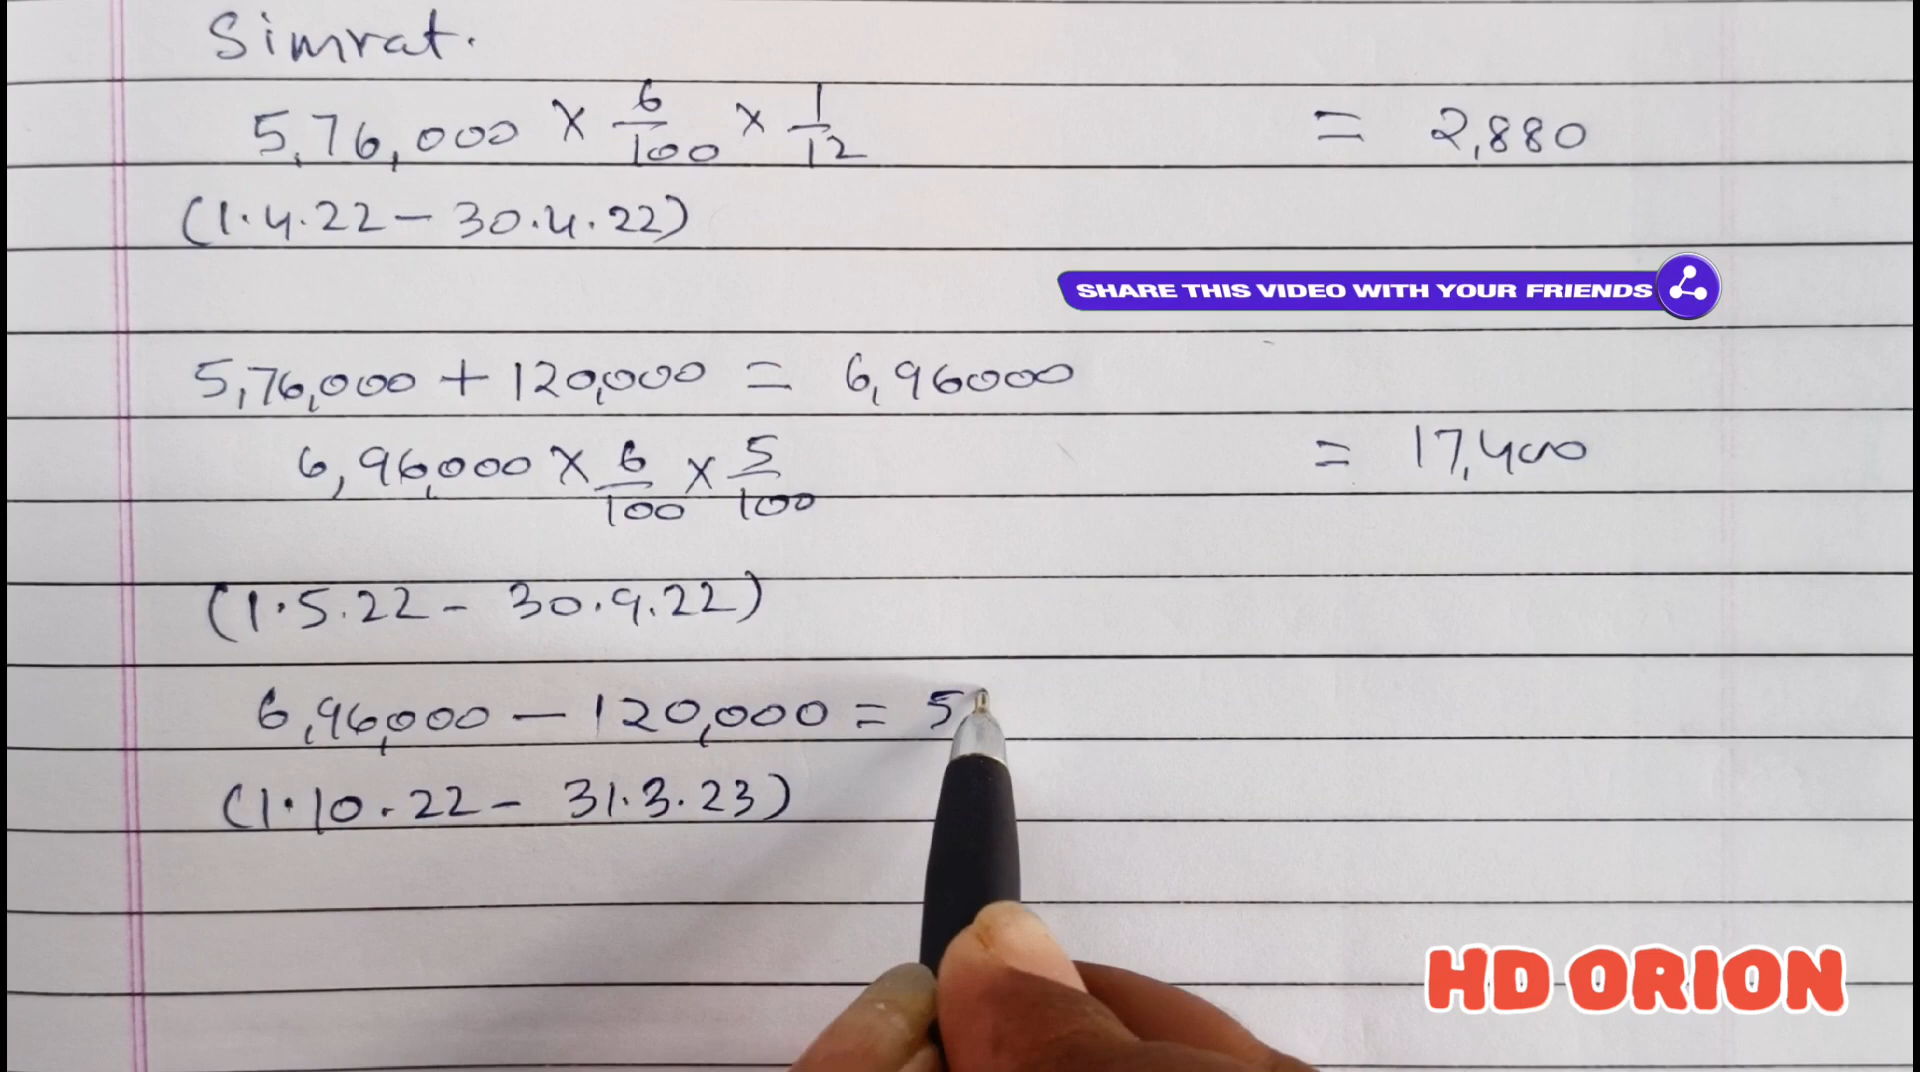 Simrat.
5,76,000 × 6/100 × 1/12 = 2,880
(1.4.22 - 30.4.22)
SHARE THIS VIDEO WITH YOUR FRIENDS
5,76,000 + 120,000 = 6,96000
6,96,000 × 6/100 × 5/100 = 17,400
(1.5.22 - 30.9.22)
6,96,000 - 120,000 = 5
(1.10.22 - 31.3.23)
HD ORION